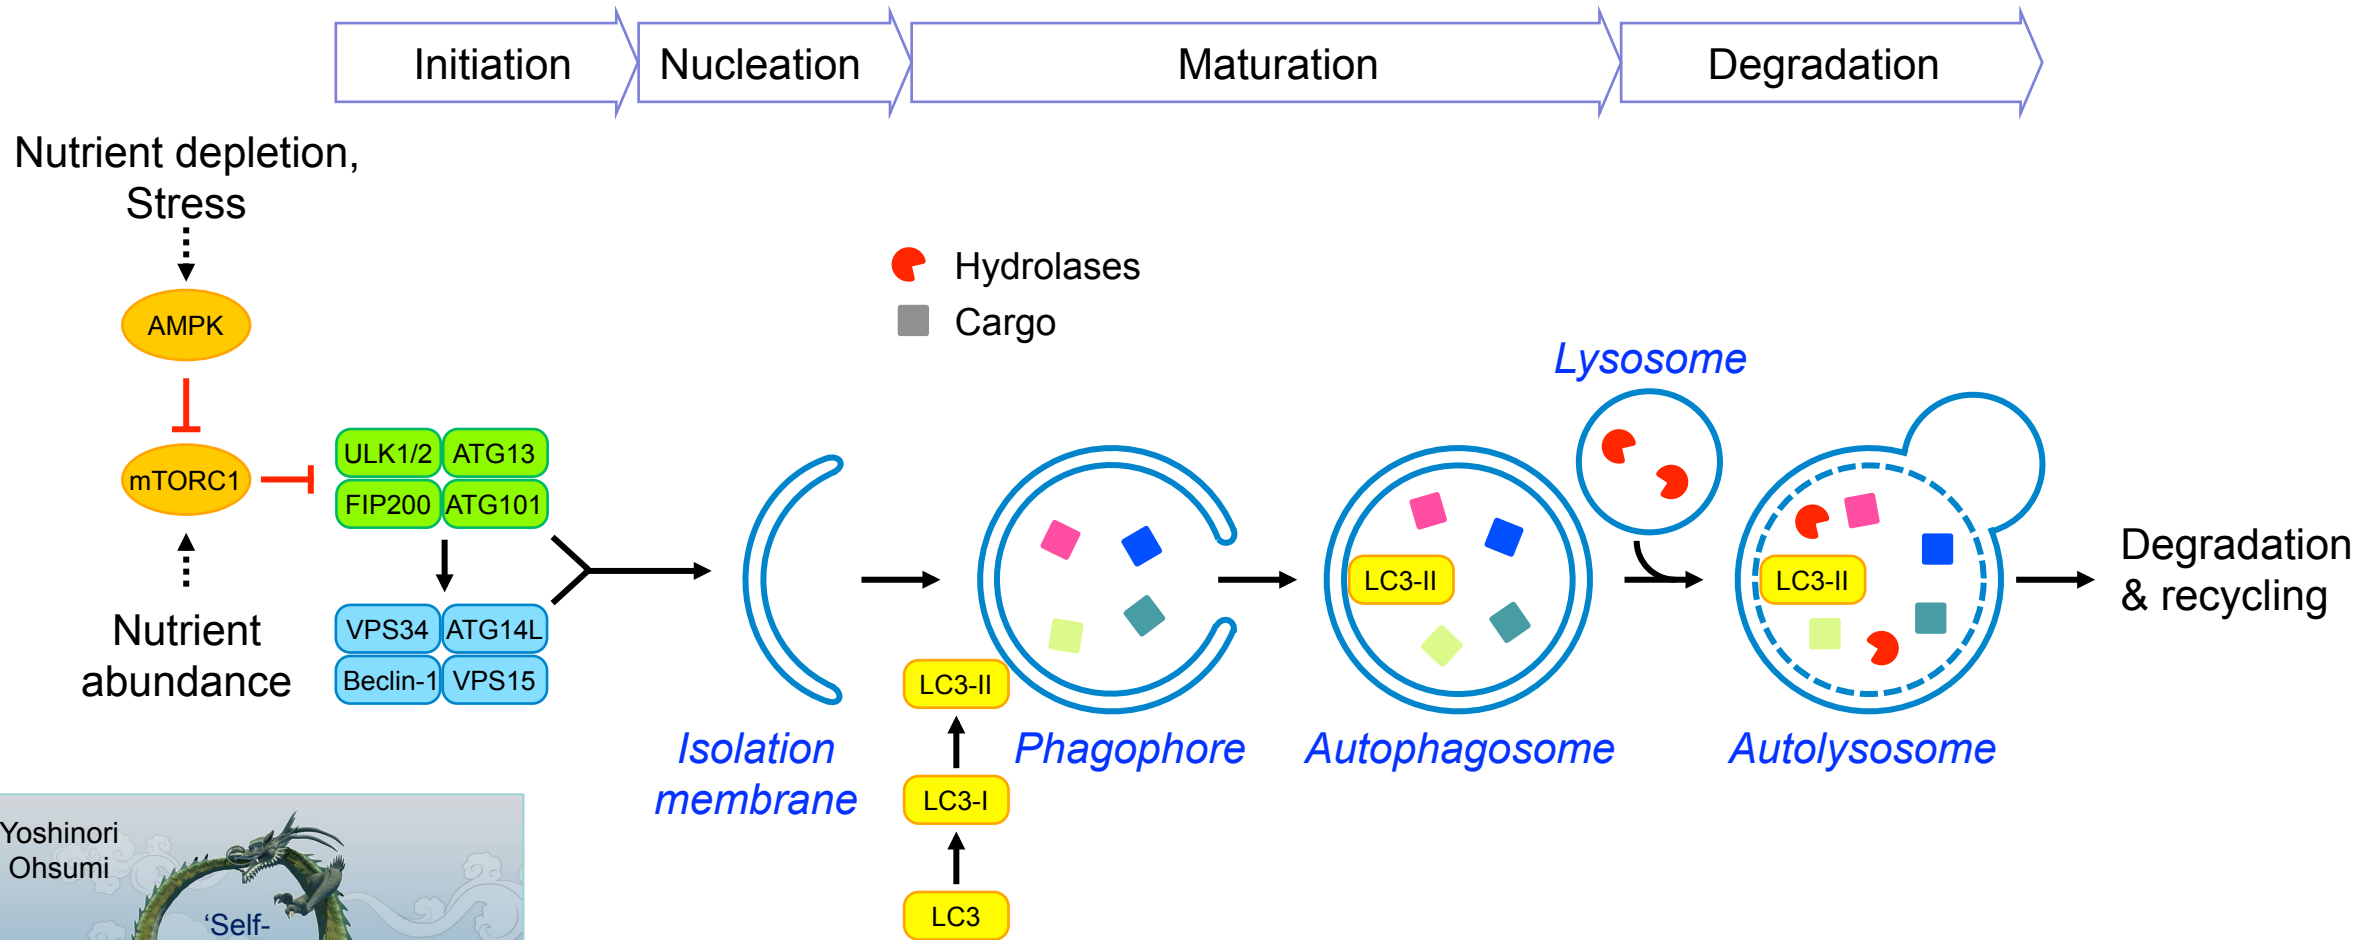 Initiation
Nucleation
Maturation
Degradation
Nutrient depletion,
Stress
AMPK
mTORC1
Nutrient
abundance
ULK1/2
ATG13
FIP200
ATG101
VPS34
ATG14L
Beclin-1
VPS15
Hydrolases
Cargo
Isolation
membrane
LC3-II
LC3-I
LC3
Phagophore
LC3-II
Autophagosome
Lysosome
LC3-II
Autolysosome
Degradation
& recycling
Yoshinori
Ohsumi
‘Self-